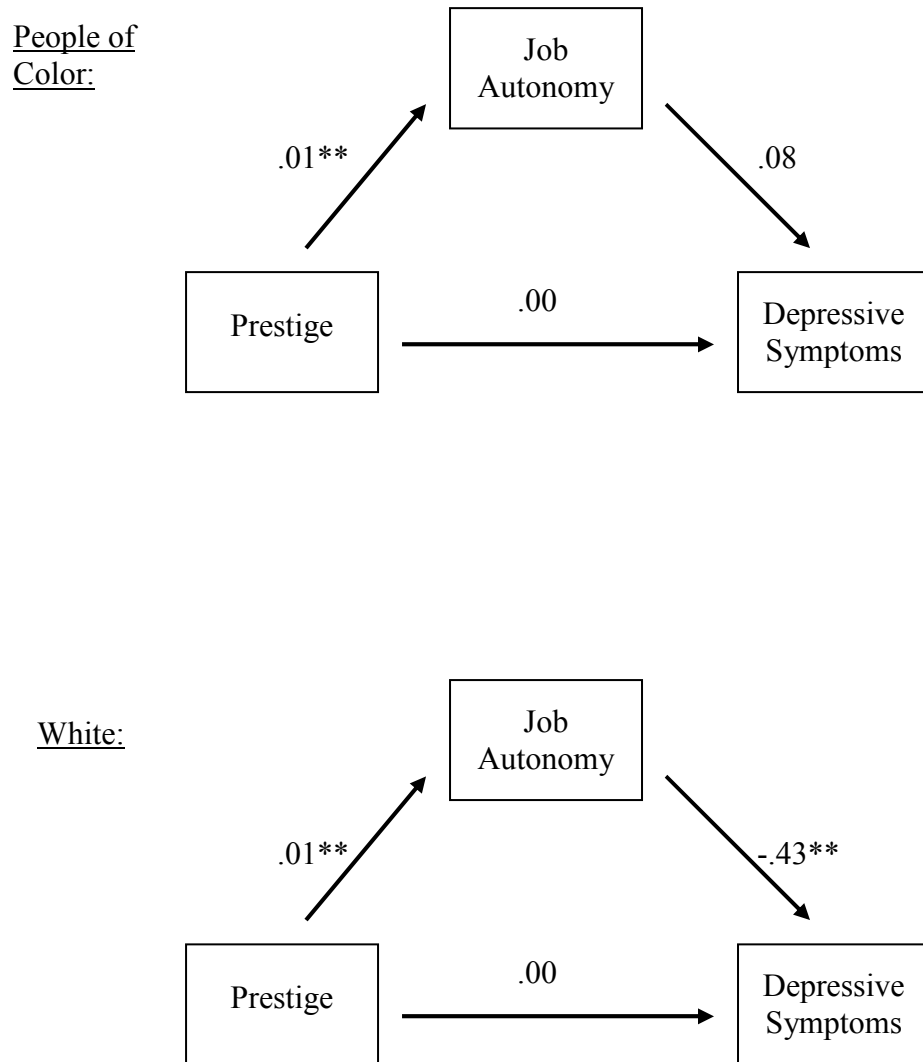 People of
Color:
Job
Autonomy
.01**
.08
Prestige
.00
Depressive
Symptoms
White:
Job
Autonomy
.01**
-.43**
Prestige
.00
Depressive
Symptoms